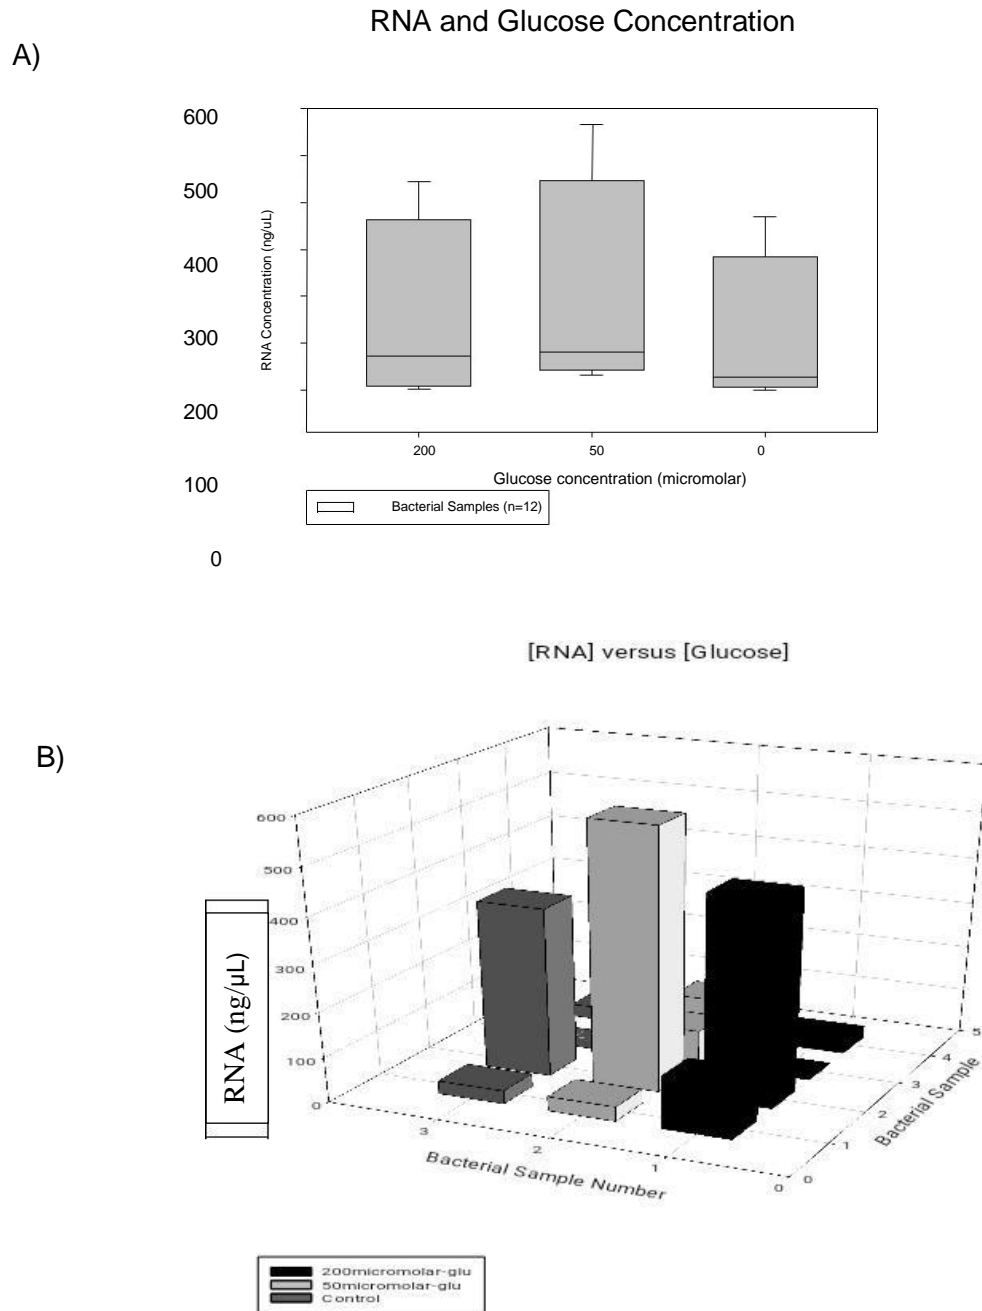 RNA and Glucose Concentration
A)
600
500
400
300
200
100
0
RNA Concentration (ng/uL)
200 50 0
Glucose concentration (micromolar)
Bacterial Samples (n=12)
[RNA] versus [Glucose]
B)
600
500
400
300
200
100
0
RNA (ng/µL)
3
2
1
0
Bacterial Sample Number
0
1
2
3
4
5
Bacterial Sample
200micromolar-glu
50micromolar-glu
Control